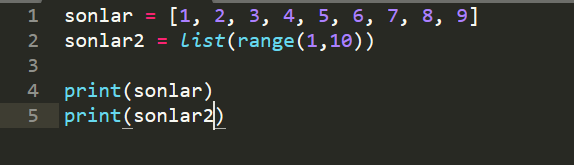 1 sonlar = [1, 2, 3, 4, 5, 6, 7, 8, 9]
2 sonlar2 = list(range(1,10))
3
4 print(sonlar)
5 print(sonlar2)